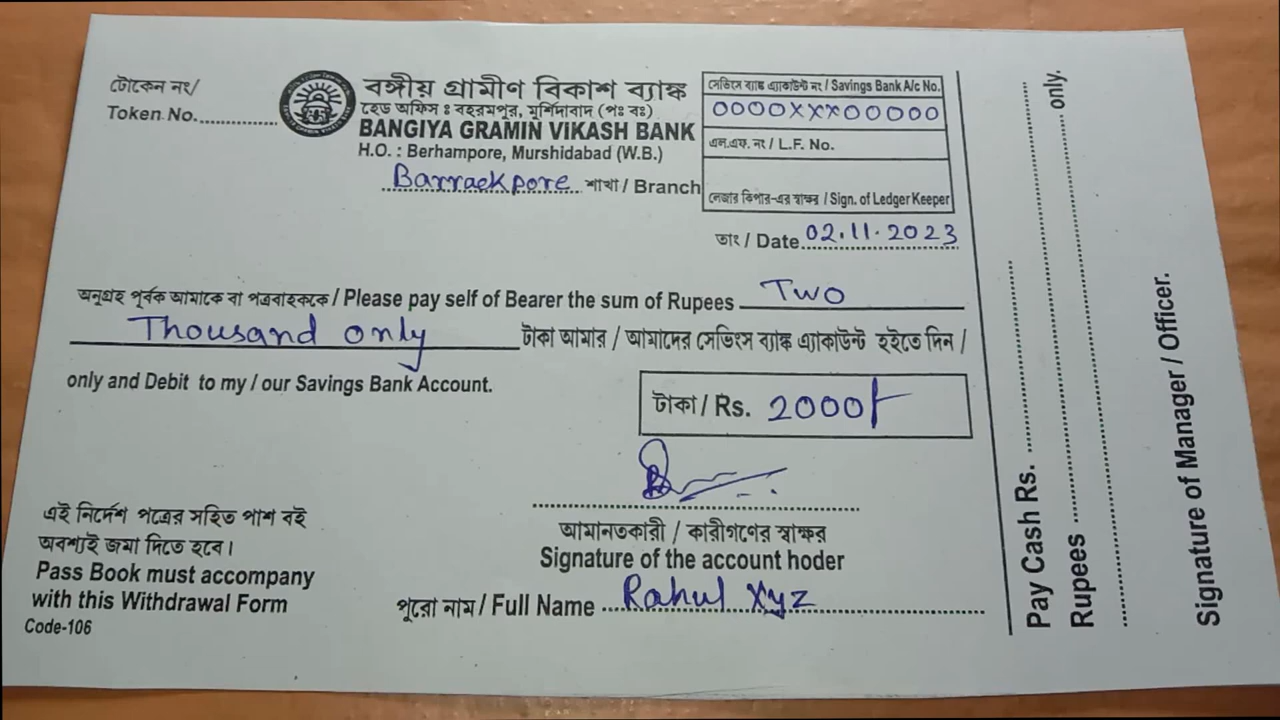 টোকেন নং/
Token No.
বঙ্গীয় গ্রামীণ বিকাশ ব্যাঙ্ক
হেড অফিস : বহরমপুর, মুর্শিদাবাদ (পঃ বঃ)
BANGIYA GRAMIN VIKASH BANK
H.O. : Berhampore, Murshidabad (W.B.)
Barrackpore শাখা / Branch
সেভিংস ব্যাঙ্ক এ্যাকাউন্ট নং / Savings Bank A/c No.
0000XXX00000
এল.এফ. নং / L.F. No.
লেজার কিপার-এর স্বাক্ষর / Sign. of Ledger Keeper
তাং / Date 02.11.2023
অনুগ্রহ পূর্বক আমাকে বা পত্রবাহককে / Please pay self of Bearer the sum of Rupees Two
Thousand only টাকা আমার / আমাদের সেভিংস ব্যাঙ্ক এ্যাকাউন্ট হইতে দিন /
only and Debit to my / our Savings Bank Account.
টাকা / Rs. 2000/-
আমানতকারী / কারীগণের স্বাক্ষর
Signature of the account hoder
পুরো নাম / Full Name Rahul xyz
এই নির্দেশ পত্রের সহিত পাশ বই
অবশ্যই জমা দিতে হবে।
Pass Book must accompany
with this Withdrawal Form
Code-106
Pay Cash Rs.
Rupees only.
Signature of Manager / Officer.